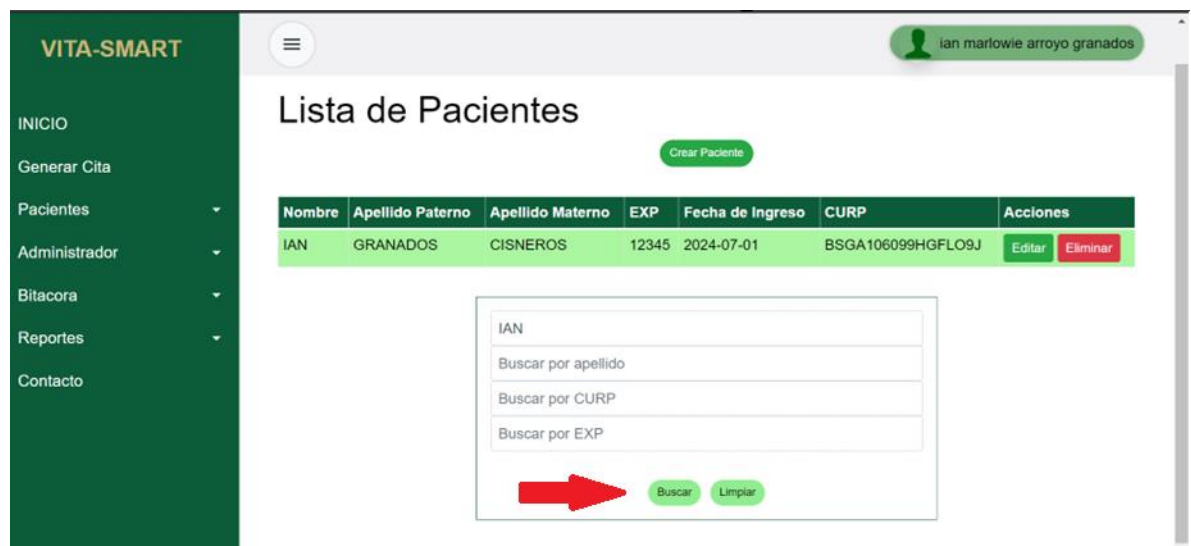 VITA-SMART
ian marlowie arroyo granados
INICIO
Generar Cita
Pacientes
Administrador
Bitacora
Reportes
Contacto
Lista de Pacientes
Crear Paciente
Nombre Apellido Paterno Apellido Materno EXP Fecha de Ingreso CURP Acciones
IAN GRANADOS CISNEROS 12345 2024-07-01 BSGA106099HGFLO9J Editar Eliminar
IAN
Buscar por apellido
Buscar por CURP
Buscar por EXP
Buscar Limpiar